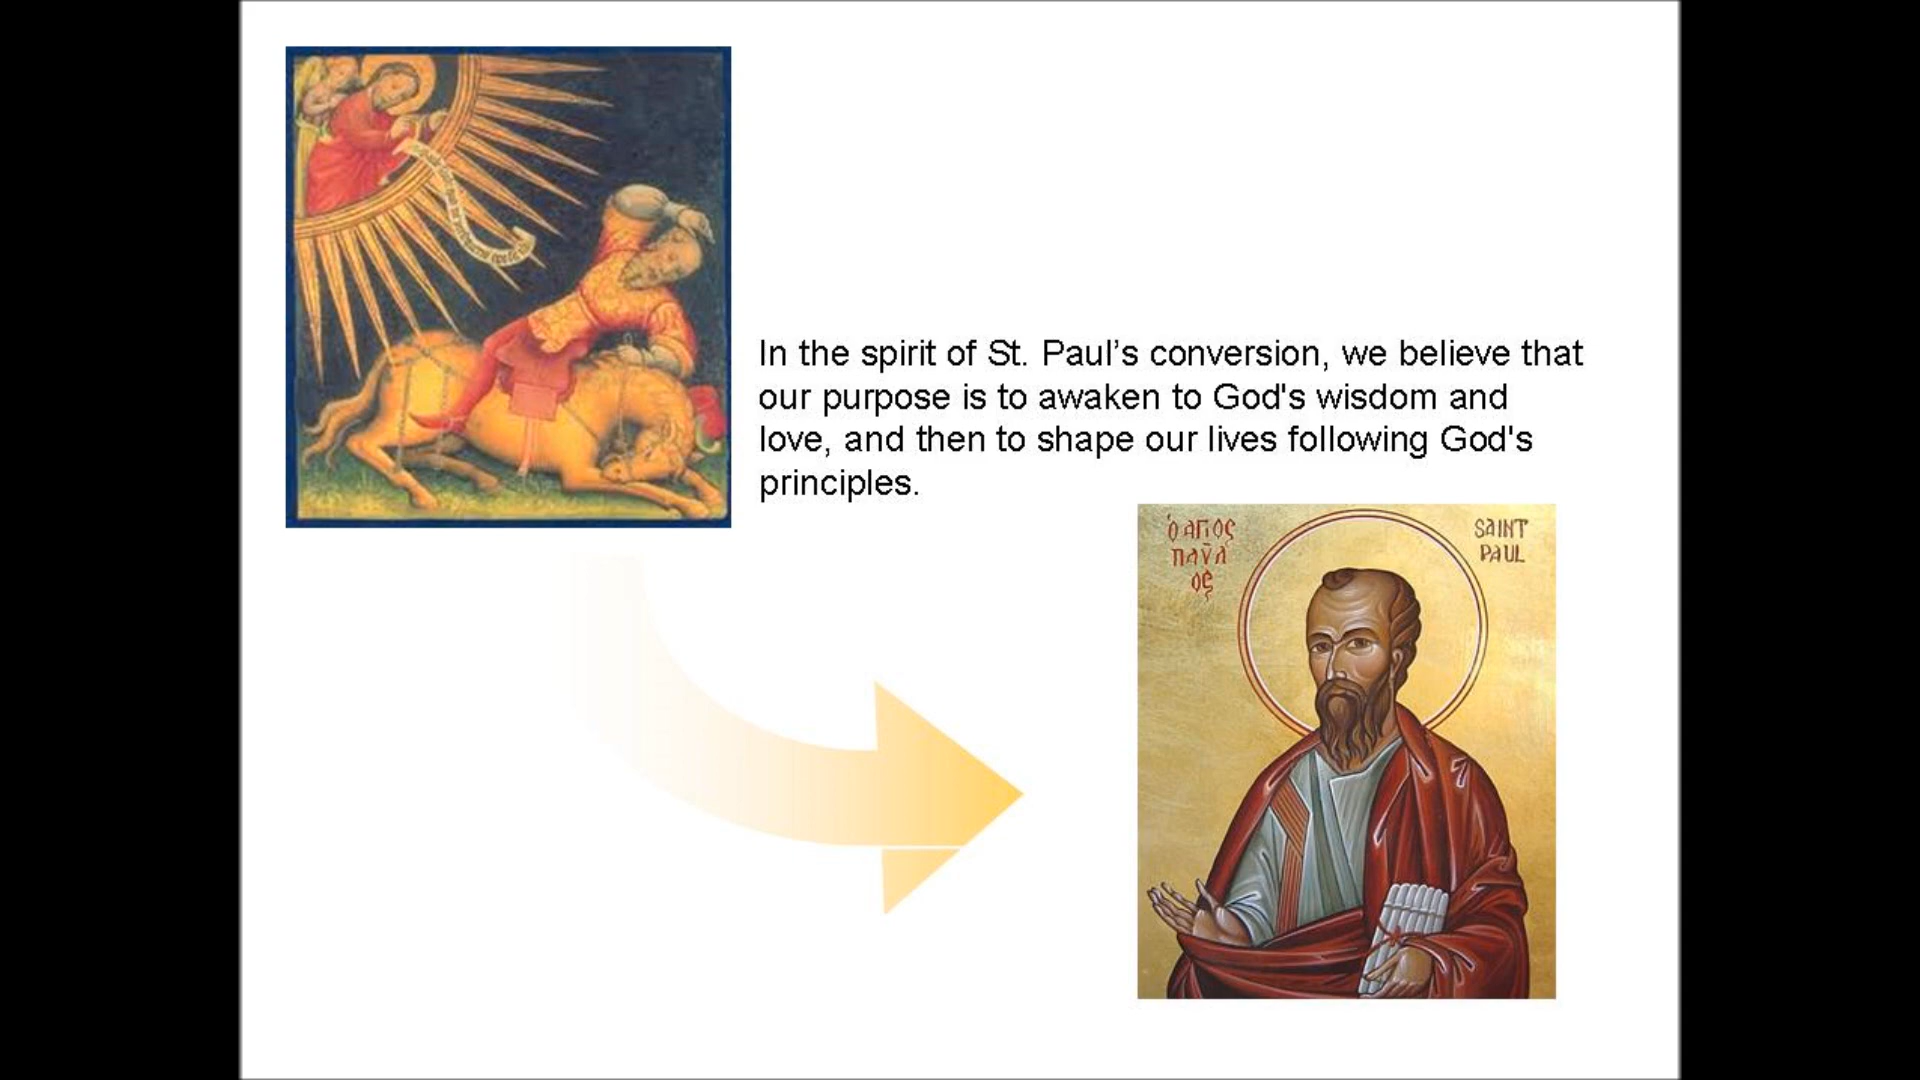 In the spirit of St. Paul’s conversion, we believe that
our purpose is to awaken to God's wisdom and
love, and then to shape our lives following God's
principles.
ὁ ΑΓΙΟς
ΠΑῦΛ
ος
SAINT
PAUL